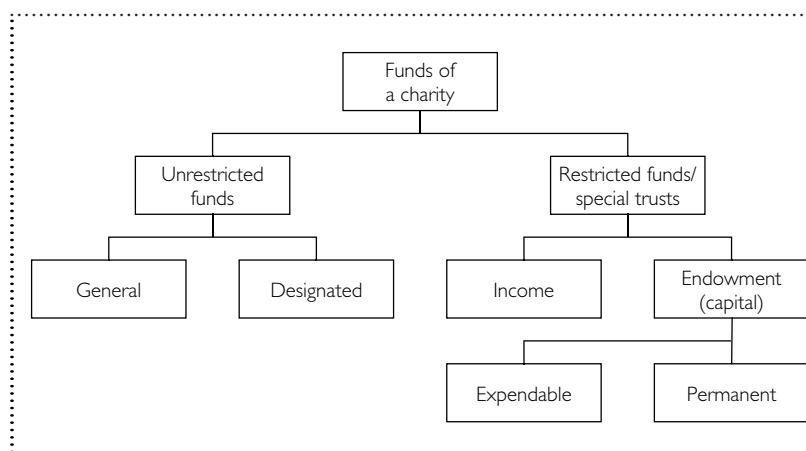 Funds of
a charity
Unrestricted
funds
Restricted funds/
special trusts
General
Designated
Income
Endowment
(capital)
Expendable
Permanent